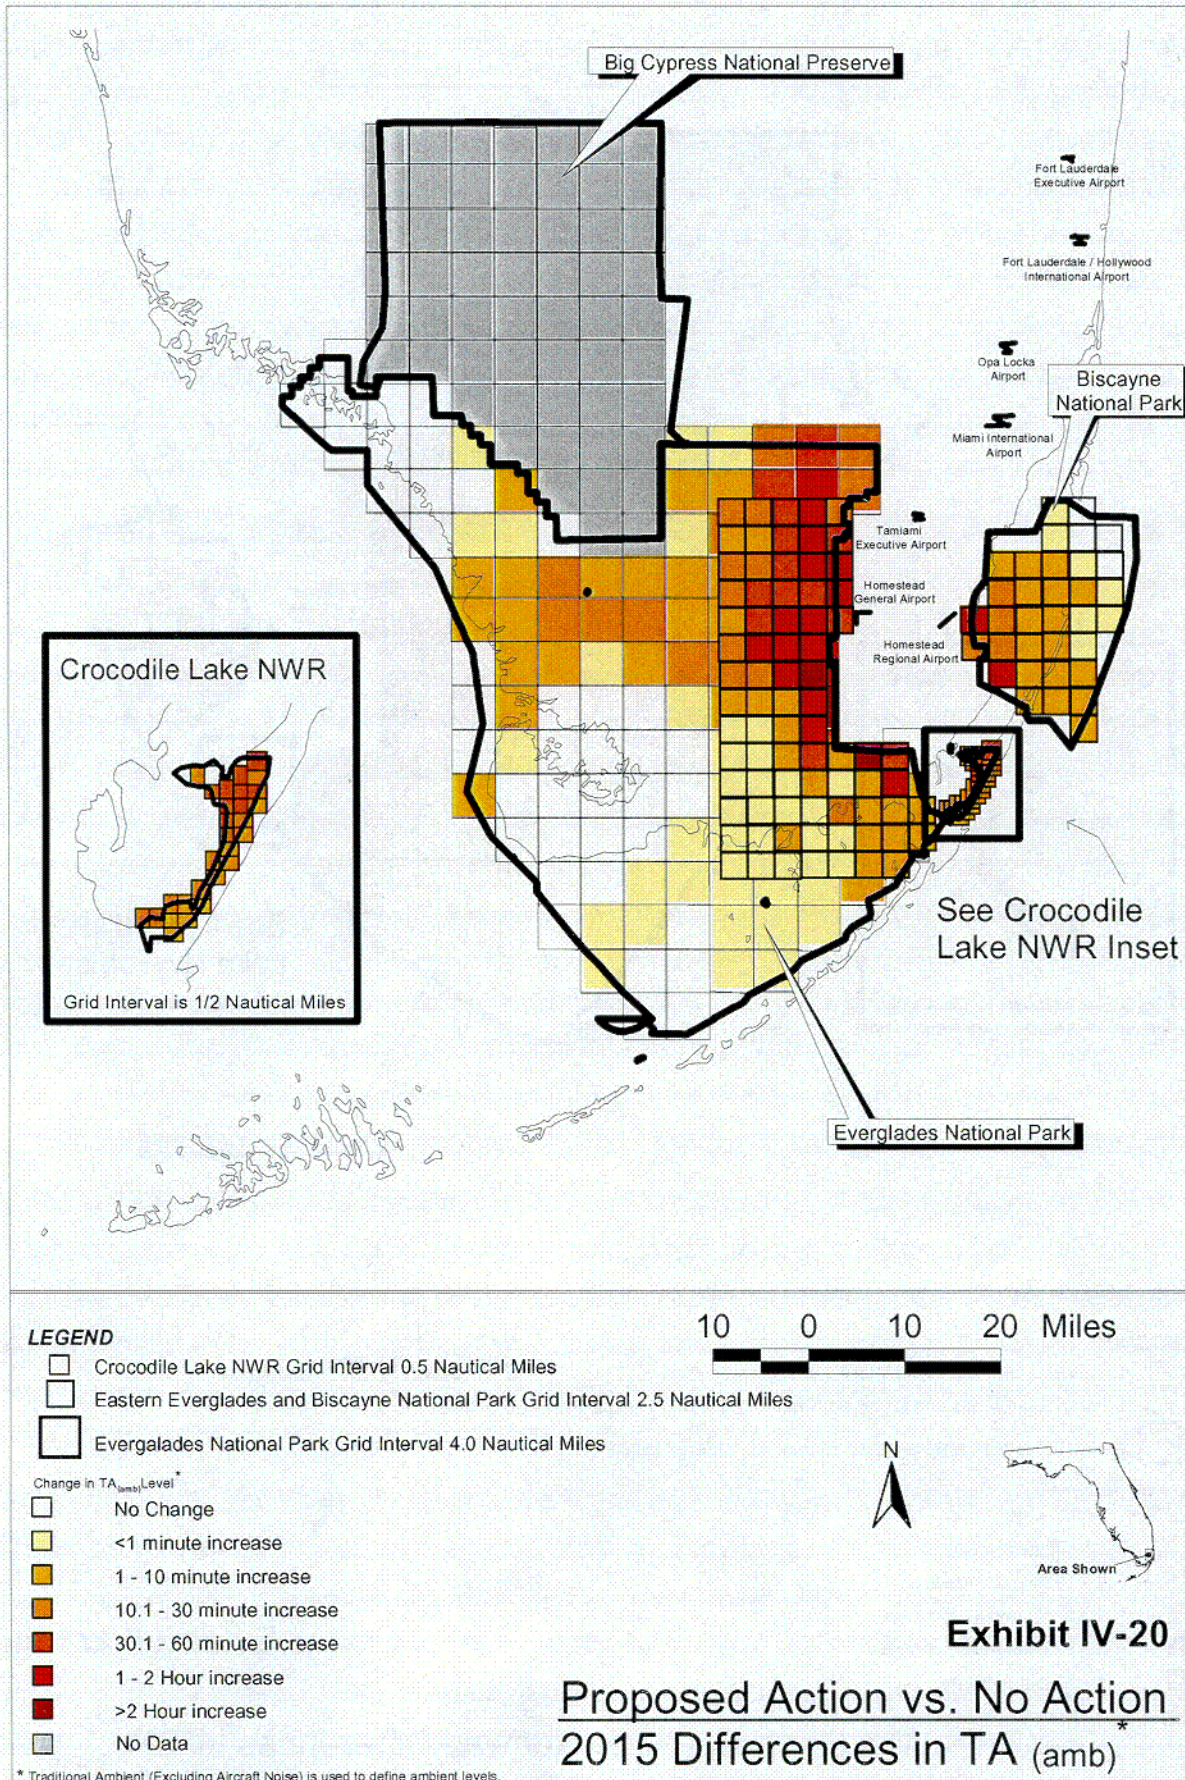 Big Cypress National Preserve
Fort Lauderdale
Executive Airport
Fort Lauderdale / Hollywood
International Airport
Opa Locka
Airport
Biscayne
National Park
Miami International
Airport
Tamiami
Executive Airport
Homestead
General Airport
Homestead
Regional Airport
Crocodile Lake NWR
Grid Interval is 1/2 Nautical Miles
See Crocodile
Lake NWR Inset
Everglades National Park
LEGEND
Crocodile Lake NWR Grid Interval 0.5 Nautical Miles
Eastern Everglades and Biscayne National Park Grid Interval 2.5 Nautical Miles
Evergalades National Park Grid Interval 4.0 Nautical Miles
10 0 10 20 Miles
N
Area Shown
Change in TA(amb)Level*
No Change
<1 minute increase
1 - 10 minute increase
10.1 - 30 minute increase
30.1 - 60 minute increase
1 - 2 Hour increase
>2 Hour increase
No Data
* Traditional Ambient (Excluding Aircraft Noise) is used to define ambient levels.
Exhibit IV-20
Proposed Action vs. No Action
2015 Differences in TA (amb)*